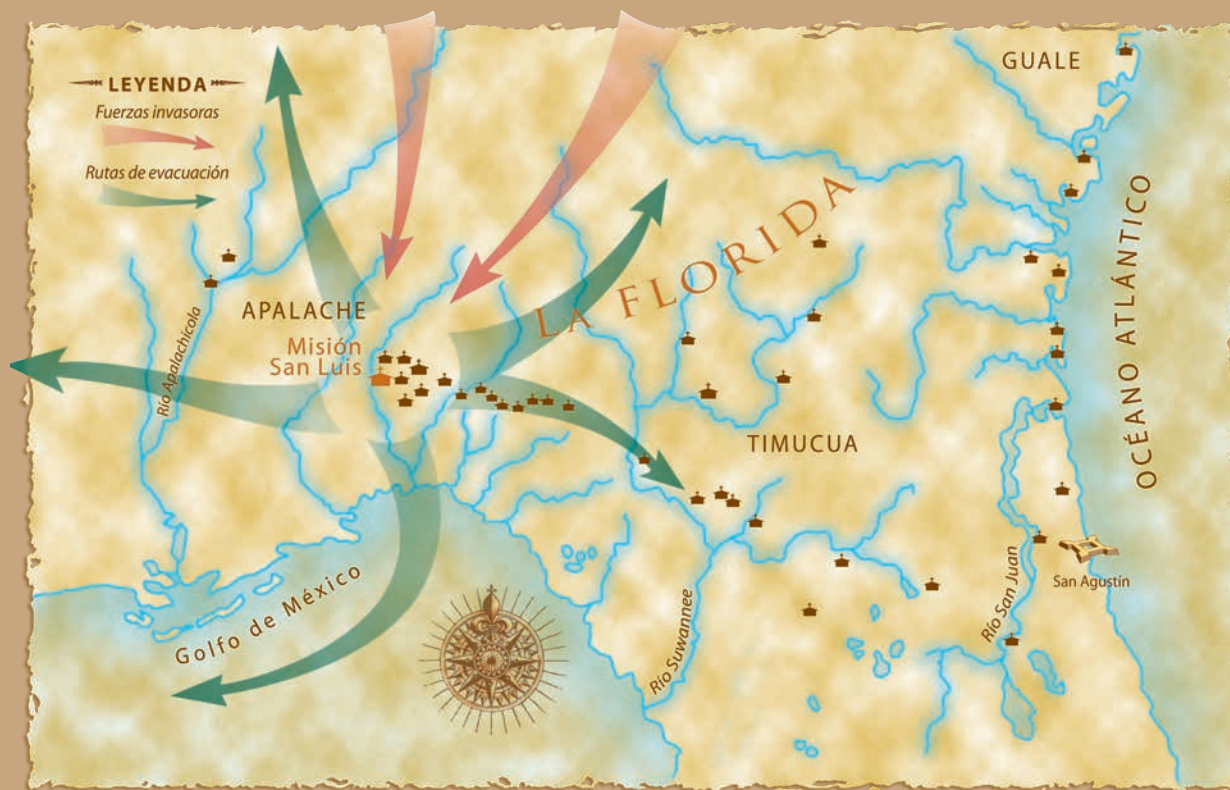 LEYENDA
Fuerzas invasoras
Rutas de evacuación
GUALE
OCÉANO ATLÁNTICO
LA FLORIDA
APALACHE
Misión
San Luis
Río Apalachicola
TIMUCUA
San Agustín
Río San Juan
Río Suwannee
Golfo de México